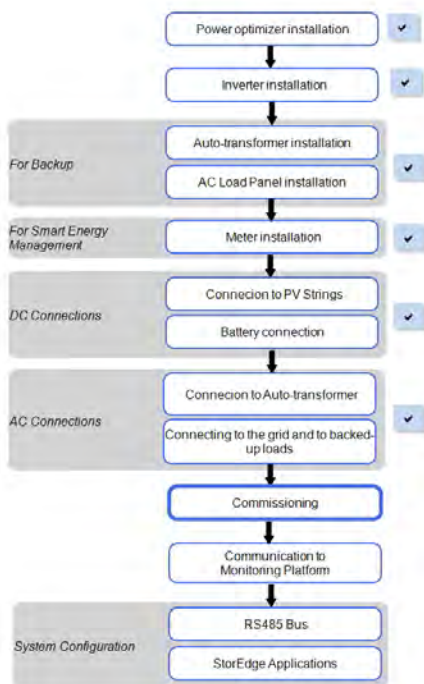 Power optimizer installation
Inverter installation
For Backup
Auto-transformer installation
AC Load Panel installation
For Smart Energy
Management
Meter installation
DC Connections
Connecion to PV Strings
Battery connection
AC Connections
Connecion to Auto-transformer
Connecting to the grid and to backed-
up loads
Commissioning
Communication to
Monitoring Platform
System Configuration
RS485 Bus
StorEdge Applications